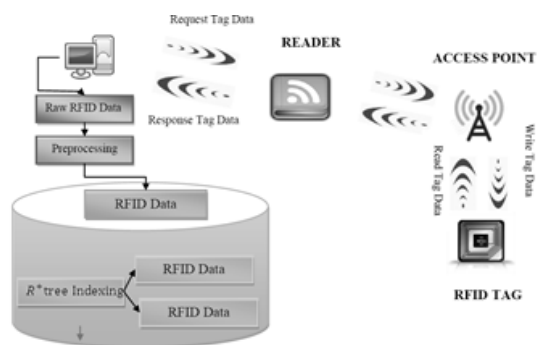 Request Tag Data
READER
ACCESS POINT
Raw RFID Data
Response Tag Data
Preprocessing
Read Tag Data
Write Tag Data
RFID Data
RFID TAG
R*tree Indexing
RFID Data
RFID Data